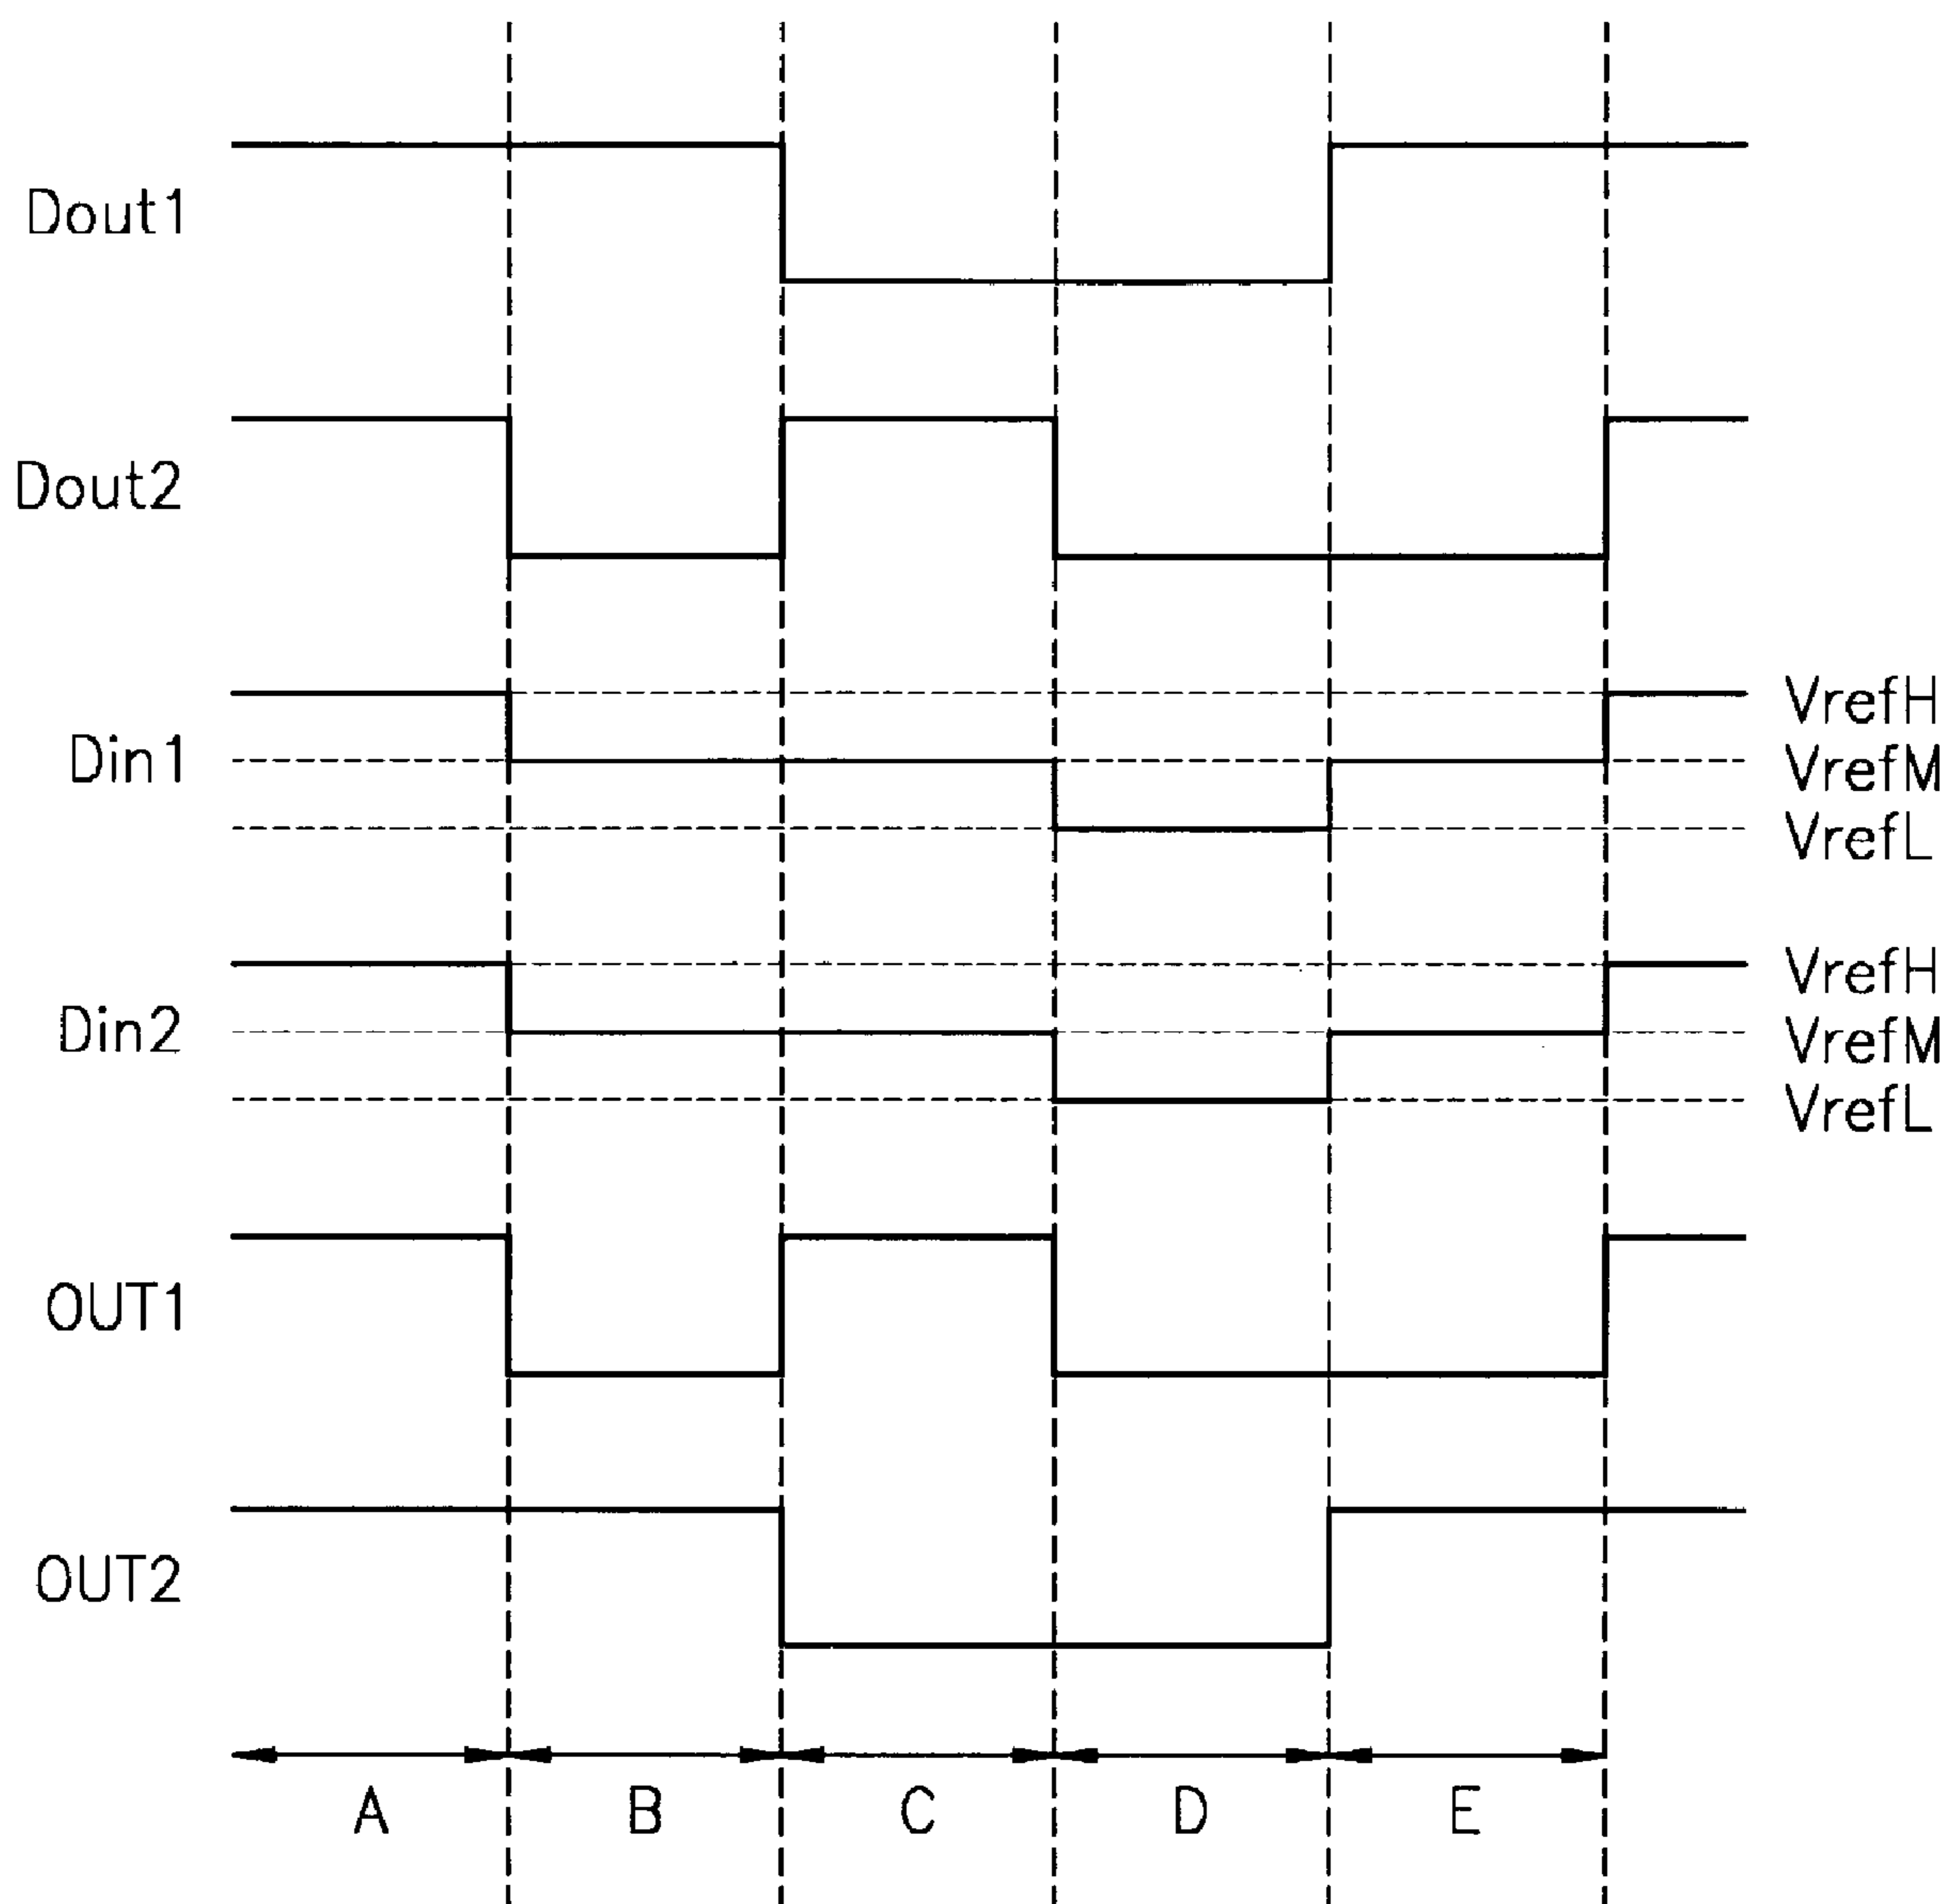 Dout1
Dout2
Din1
VrefH
VrefM
VrefL
Din2
VrefH
VrefM
VrefL
OUT1
OUT2
A B C D E